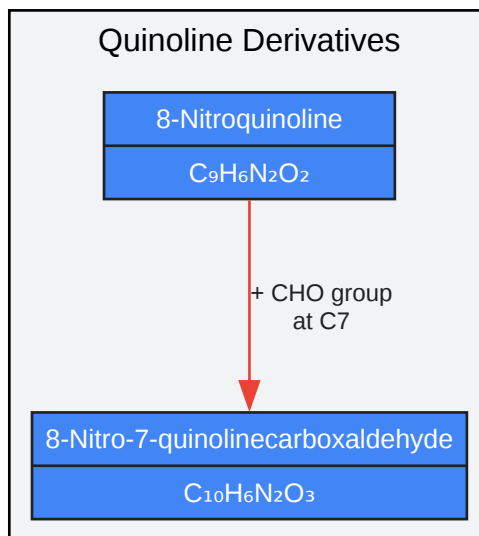 Quinoline Derivatives
8-Nitroquinoline
C₉H₆N₂O₂
+ CHO group
at C7
8-Nitro-7-quinolinecarboxaldehyde
C₁₀H₆N₂O₃